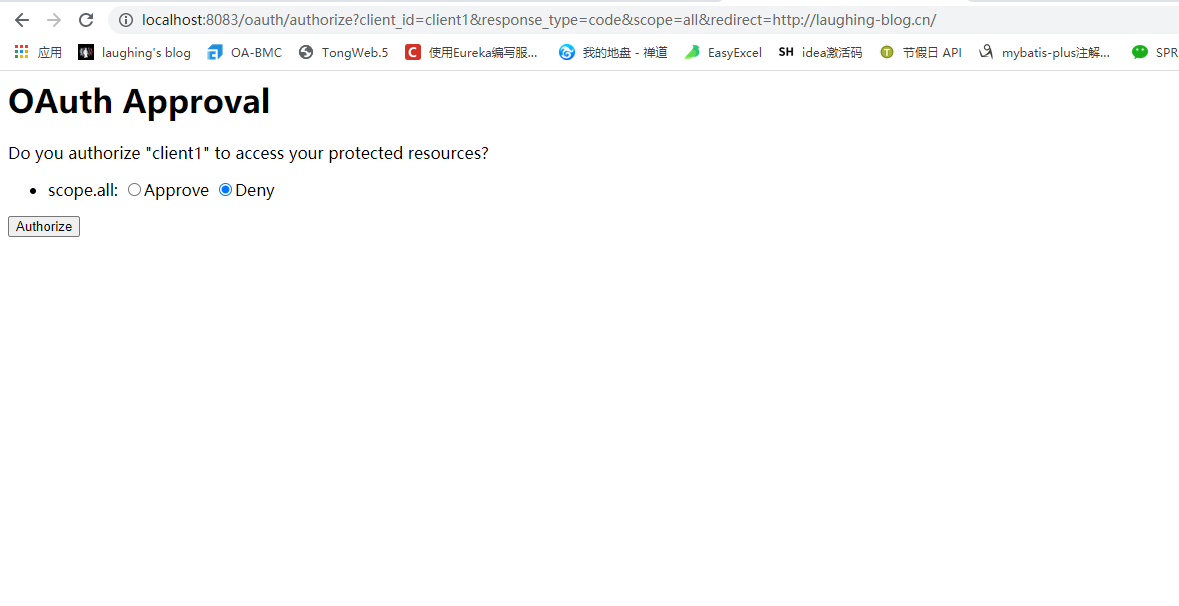 localhost:8083/oauth/authorize?client_id=client1&response_type=code&scope=all&redirect=http://laughing-blog.cn/
应用 laughing's blog OA-BMC TongWeb.5 C 使用Eureka编写服... 我的地盘 - 禅道 EasyExcel SH idea激活码 T 节假日 API mybatis-plus注解... SPR
OAuth Approval
Do you authorize "client1" to access your protected resources?
• scope.all: Approve Deny
Authorize